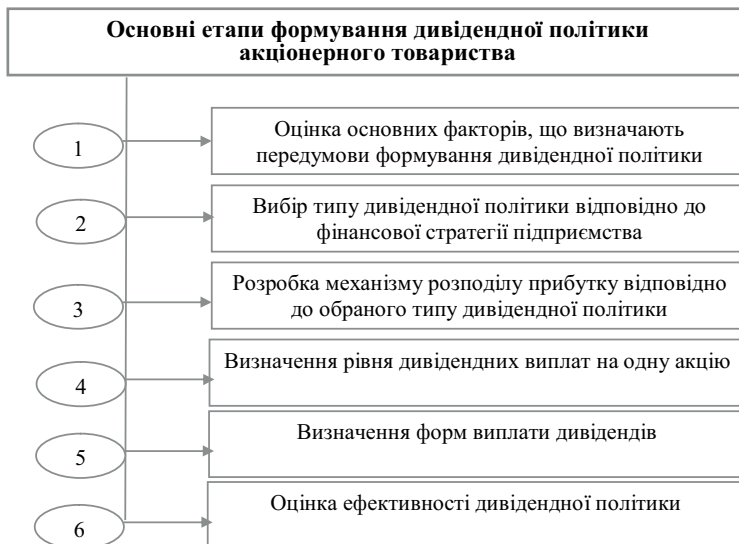 Основні етапи формування дивідендної політики
акціонерного товариства
1
Оцінка основних факторів, що визначають
передумови формування дивідендної політики
2
Вибір типу дивідендної політики відповідно до
фінансової стратегії підприємства
3
Розробка механізму розподілу прибутку відповідно
до обраного типу дивідендної політики
4
Визначення рівня дивідендних виплат на одну акцію
5
Визначення форм виплати дивідендів
6
Оцінка ефективності дивідендної політики